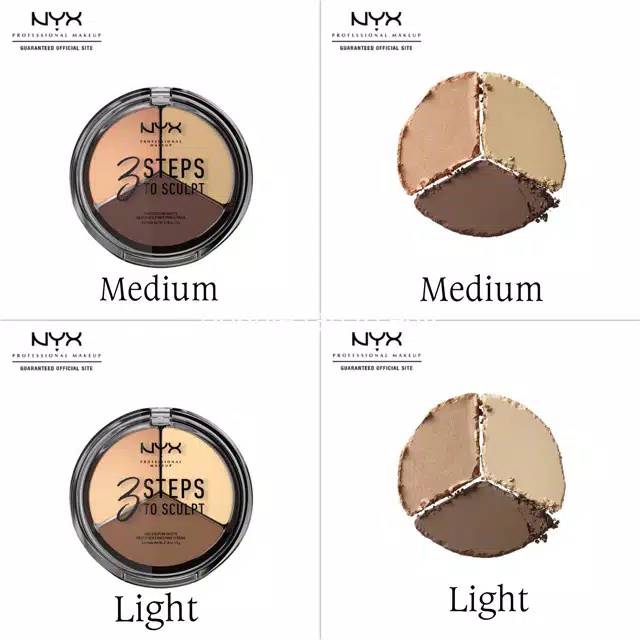 NYX
PROFESSIONAL MAKEUP
GUARANTEED OFFICIAL SITE
NYX
PROFESSIONAL
MAKEUP
3 STEPS
TO SCULPT
Medium
NYX
PROFESSIONAL MAKEUP
GUARANTEED OFFICIAL SITE
Medium
NYX
PROFESSIONAL MAKEUP
GUARANTEED OFFICIAL SITE
NYX
PROFESSIONAL
MAKEUP
3 STEPS
TO SCULPT
Light
NYX
PROFESSIONAL MAKEUP
GUARANTEED OFFICIAL SITE
Light